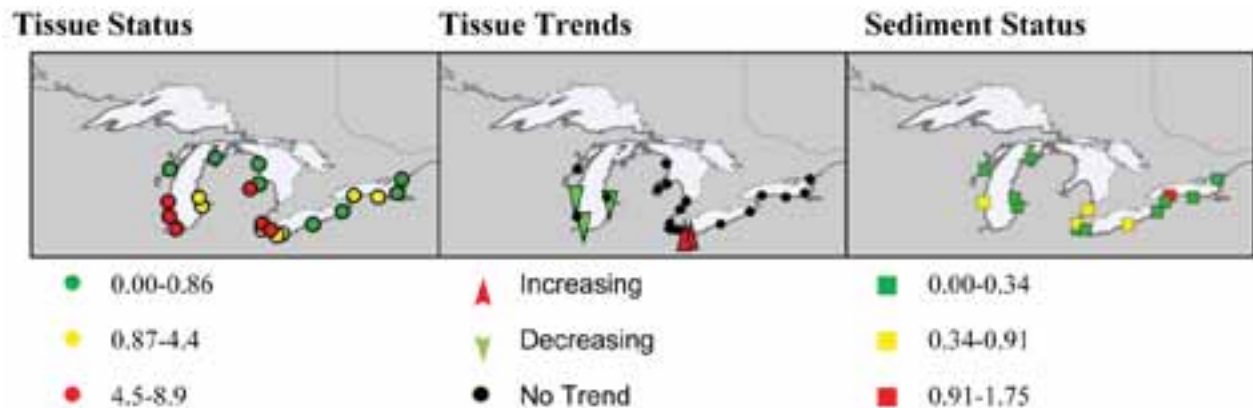 Tissue Status Tissue Trends Sediment Status
0.00-0.86 Increasing 0.00-0.34
0.87-4.4 Decreasing 0.34-0.91
4.5-8.9 No Trend 0.91-1.75